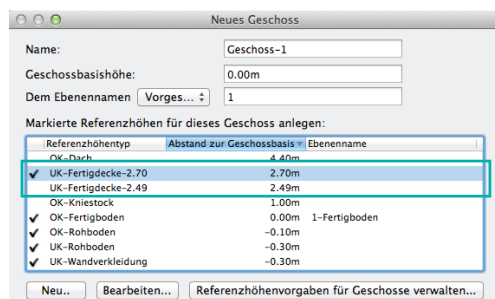 Neues Geschoss
Name: Geschoss-1
Geschossbasishöhe: 0.00m
Dem Ebenennamen Vorges... 1
Markierte Referenzhöhen für dieses Geschoss anlegen:
Referenzhöhentyp Abstand zur Geschossbasis Ebenenname
OK-Dach 4.40m
✓ UK-Fertigdecke-2.70 2.70m
UK-Fertigdecke-2.49 2.49m
OK-Kniestock 1.00m
✓ OK-Fertigboden 0.00m 1-Fertigboden
✓ OK-Rohboden -0.10m
✓ UK-Rohboden -0.30m
✓ UK-Wandverkleidung -0.30m
Neu.. Bearbeiten... Referenzhöhenvorgaben für Geschosse verwalten...